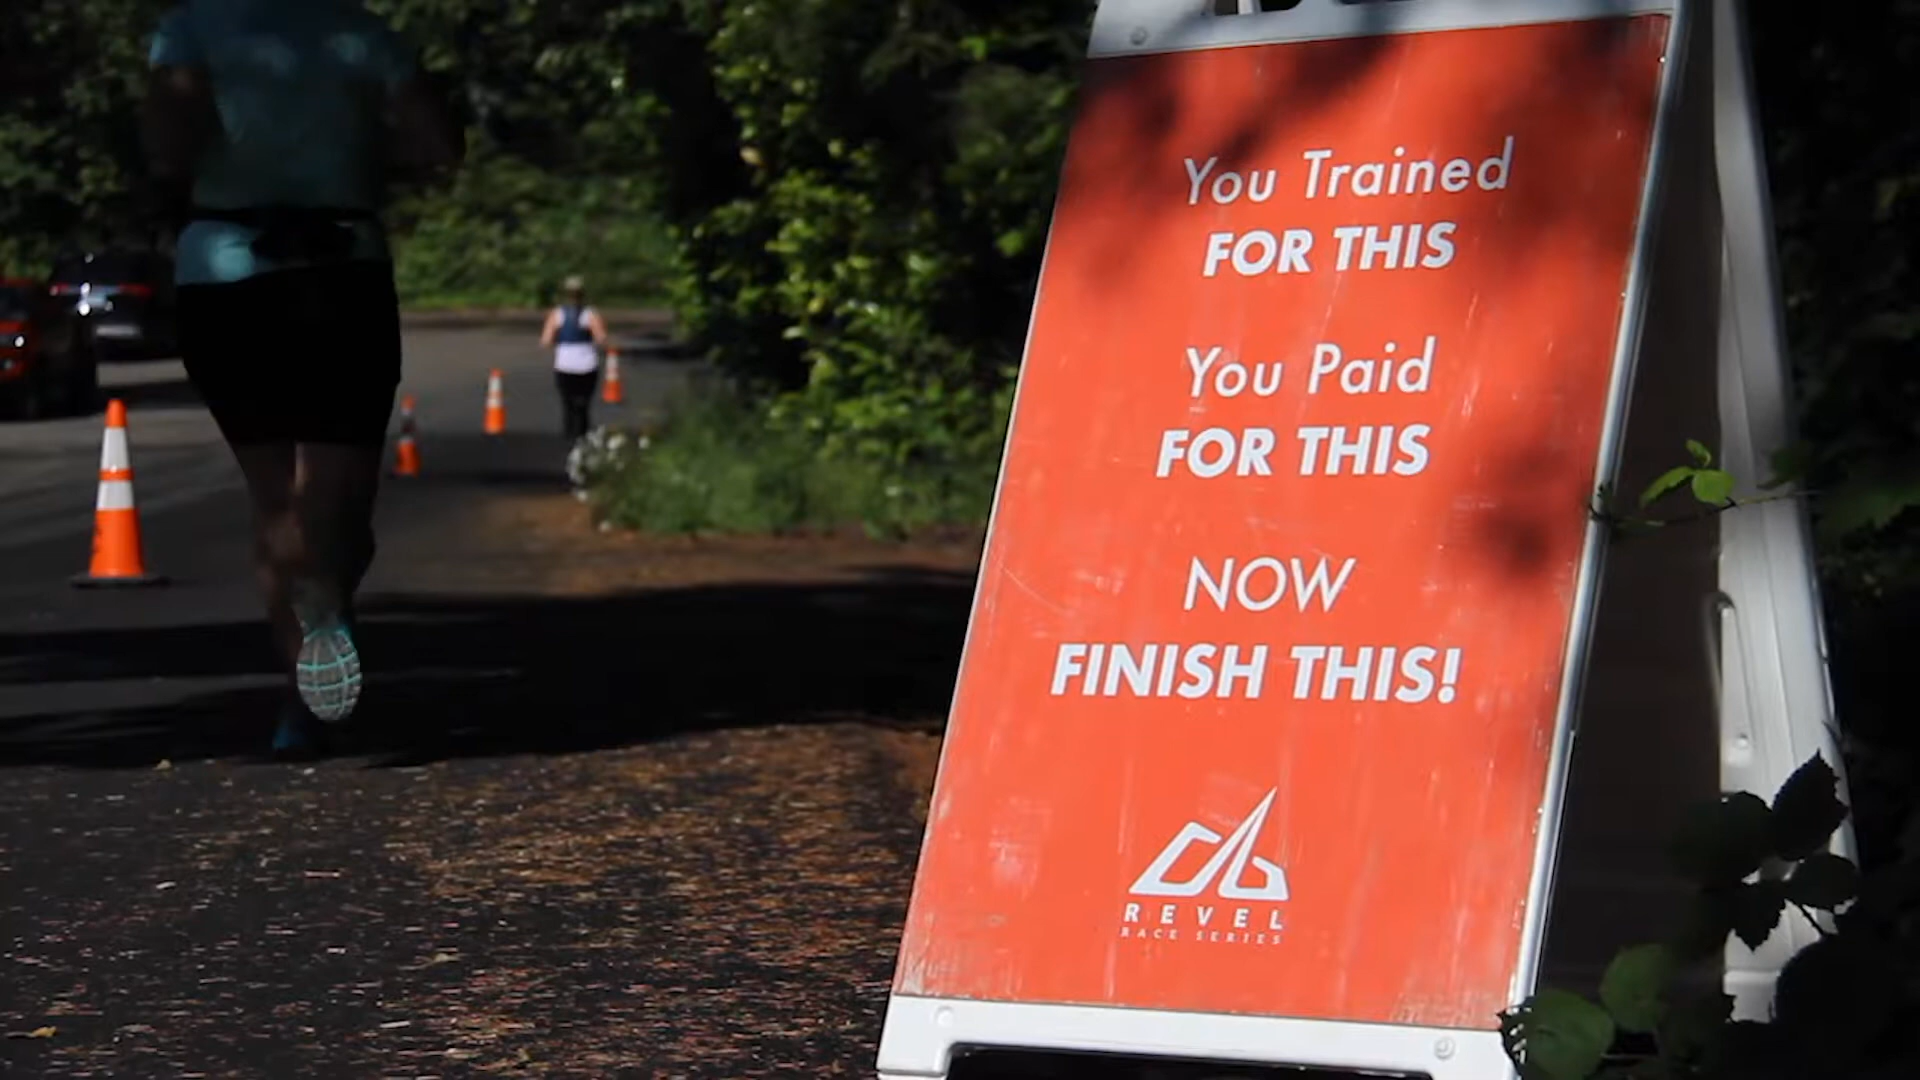 You Trained
FOR THIS
You Paid
FOR THIS
NOW
FINISH THIS!
REVEL
RACE SERIES